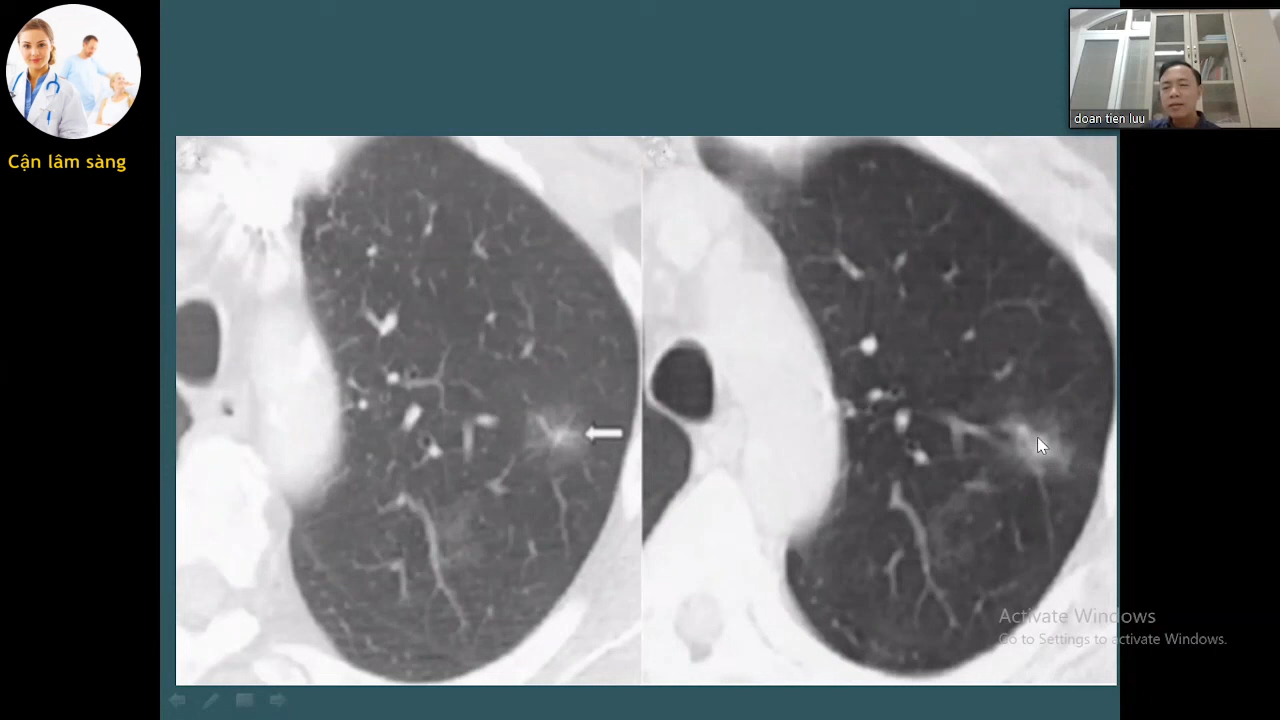 Cận lâm sàng
doan tien luu
Activate Windows
Go to Settings to activate Windows.